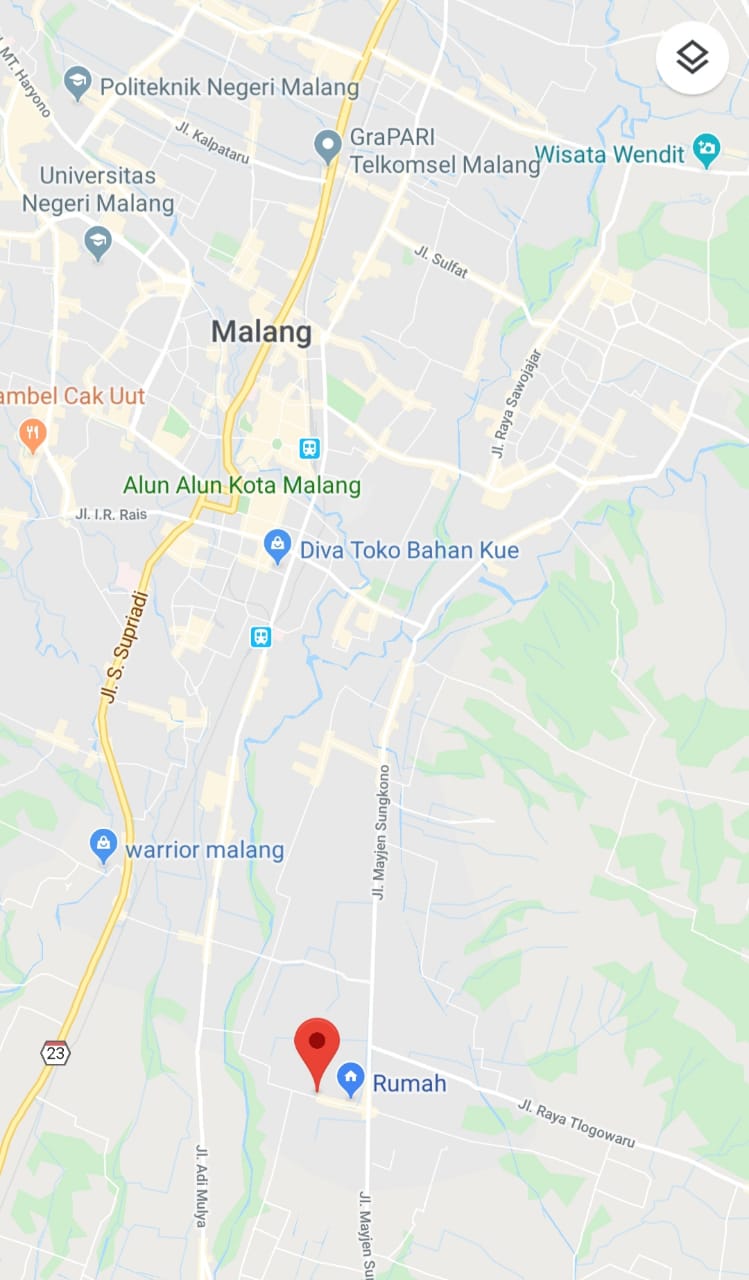 Jl. MT. Haryono
Politeknik Negeri Malang
Jl. Kalpataru
GraPARI
Telkomsel Malang
Wisata Wendit
Universitas
Negeri Malang
Jl. Sulfat
Malang
Jl. Raya Sawojajar
ambel Cak Uut
Alun Alun Kota Malang
Jl. I.R. Rais
Diva Toko Bahan Kue
Jl. S. Supriadi
Jl. Mayjen Sungkono
warrior malang
23
Rumah
Jl. Raya Tlogowaru
Jl. Adi Mulya
Jl. Mayjen Su